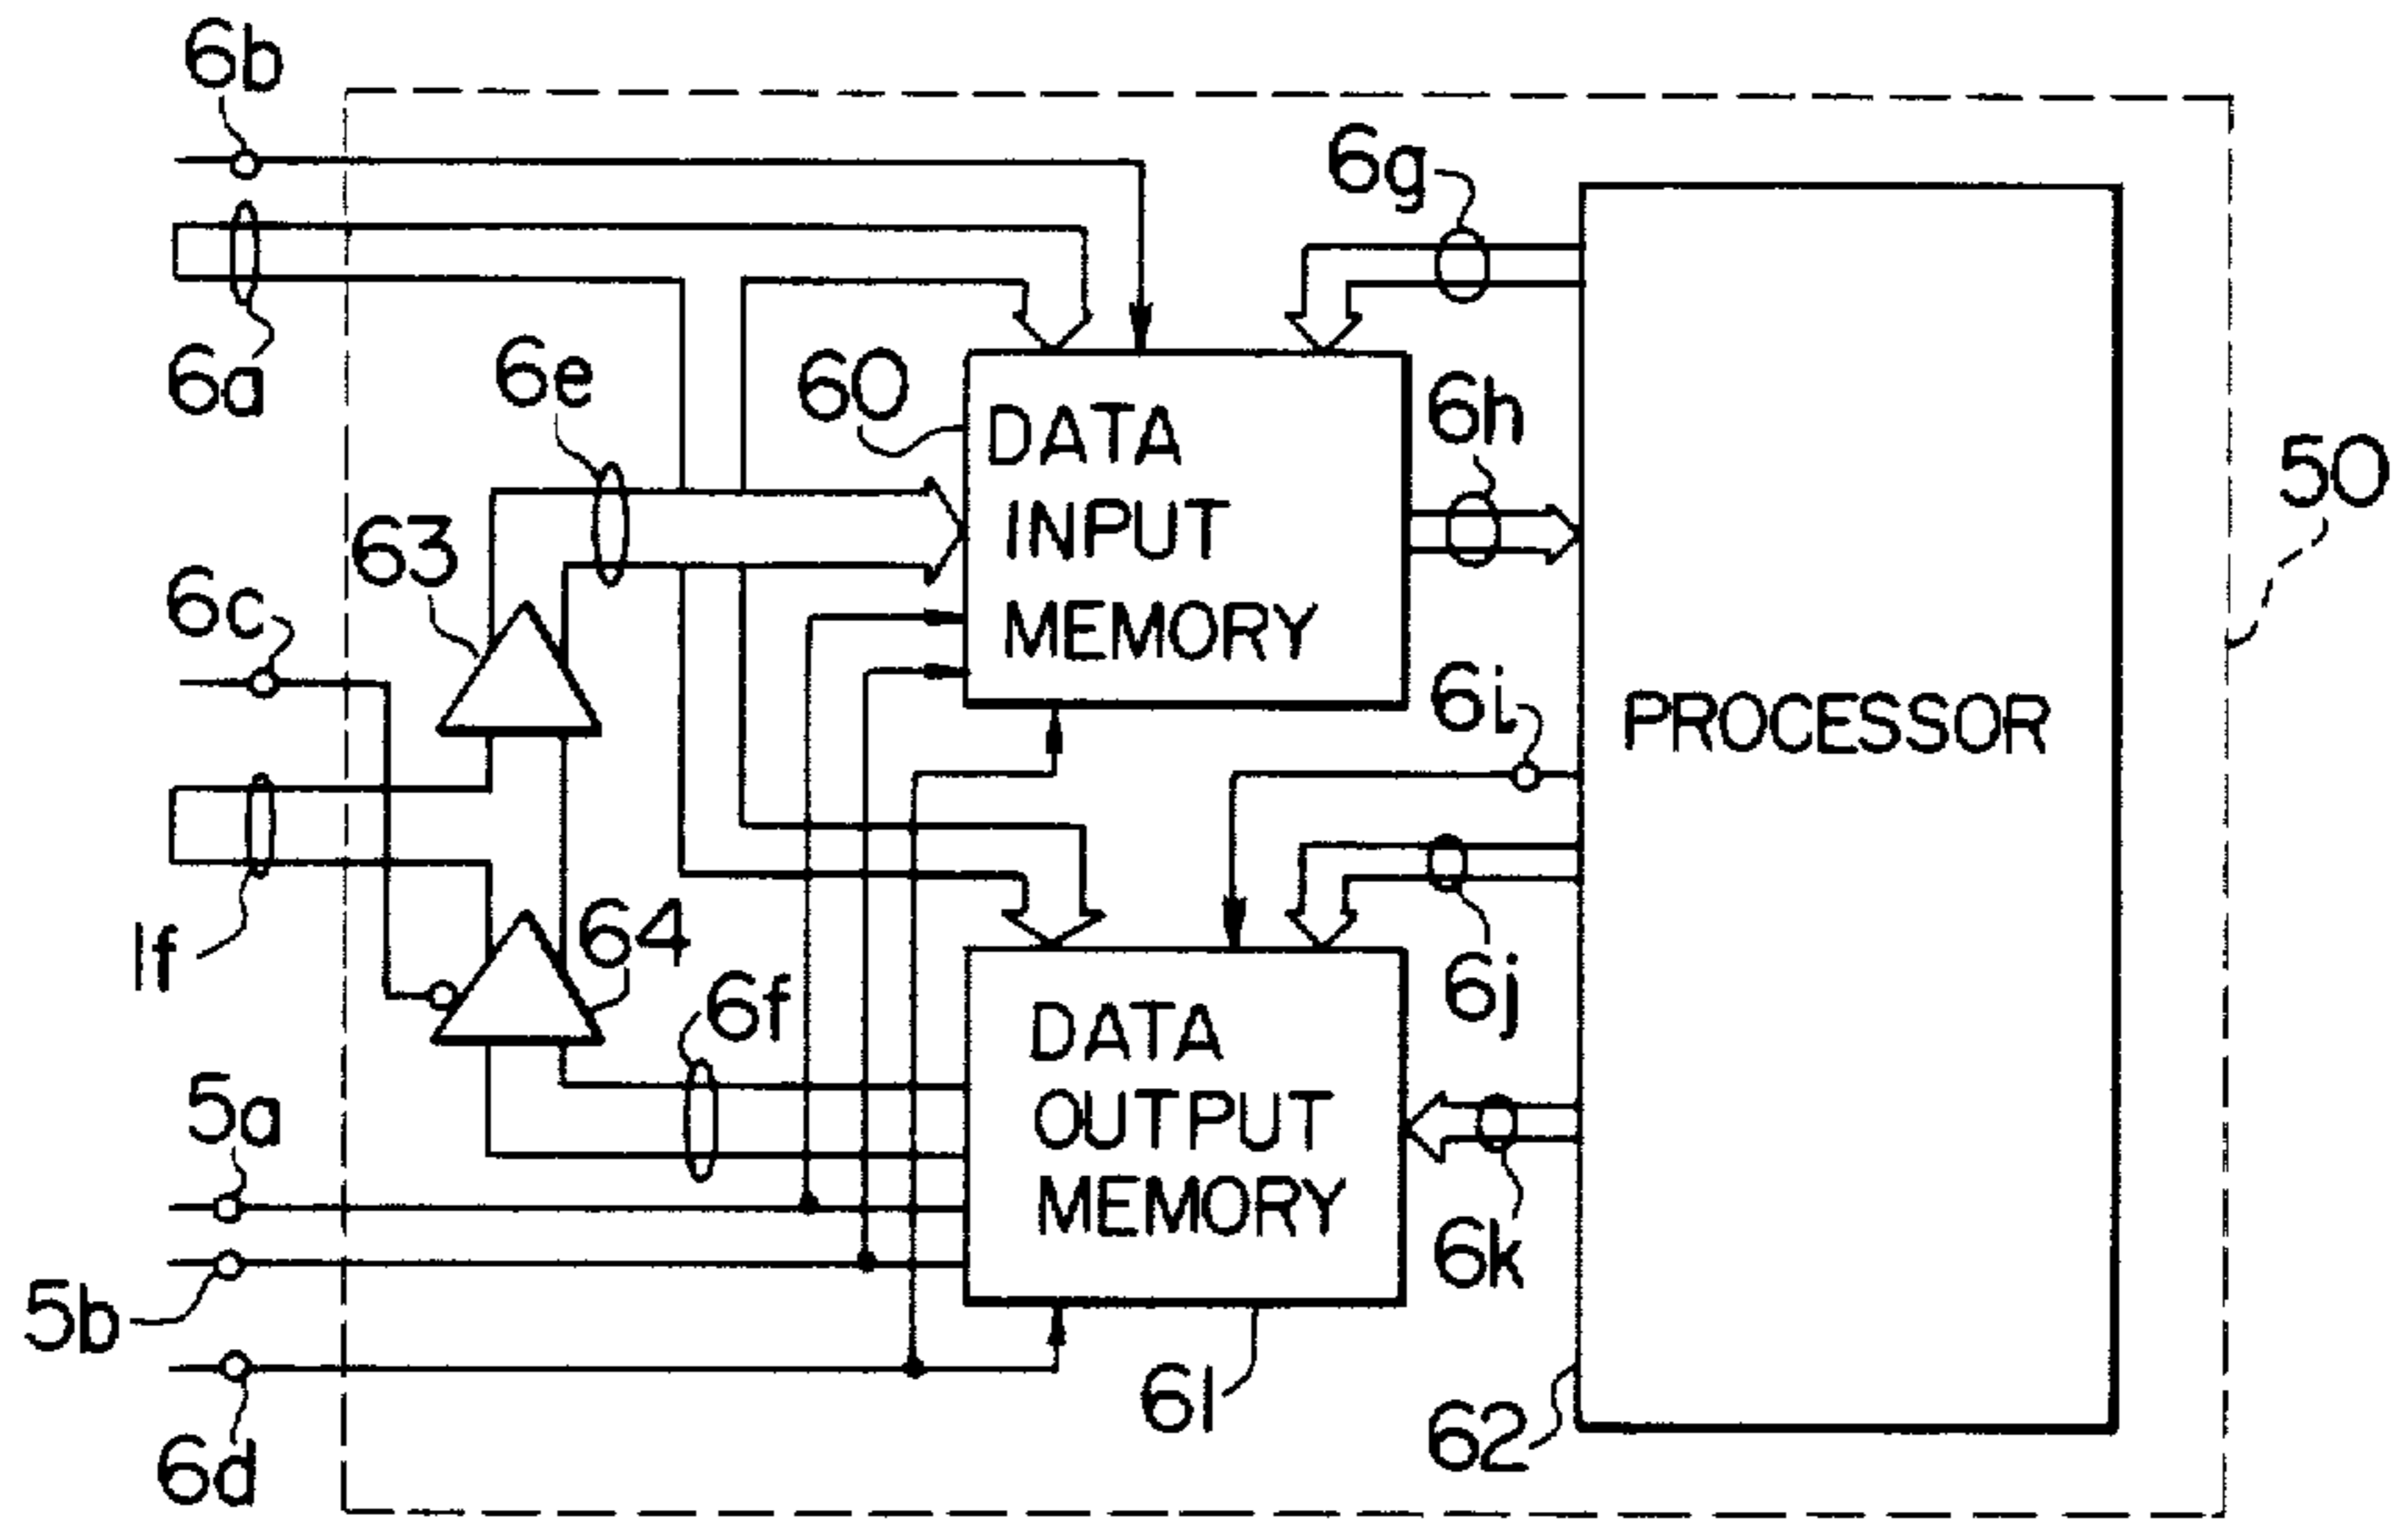 6b
6g
6a
6e
60
DATA
INPUT
MEMORY
6h
50
63
6c
6i
PROCESSOR
1f
64
6f
6j
DATA
OUTPUT
MEMORY
5a
6k
5b
61
62
6d